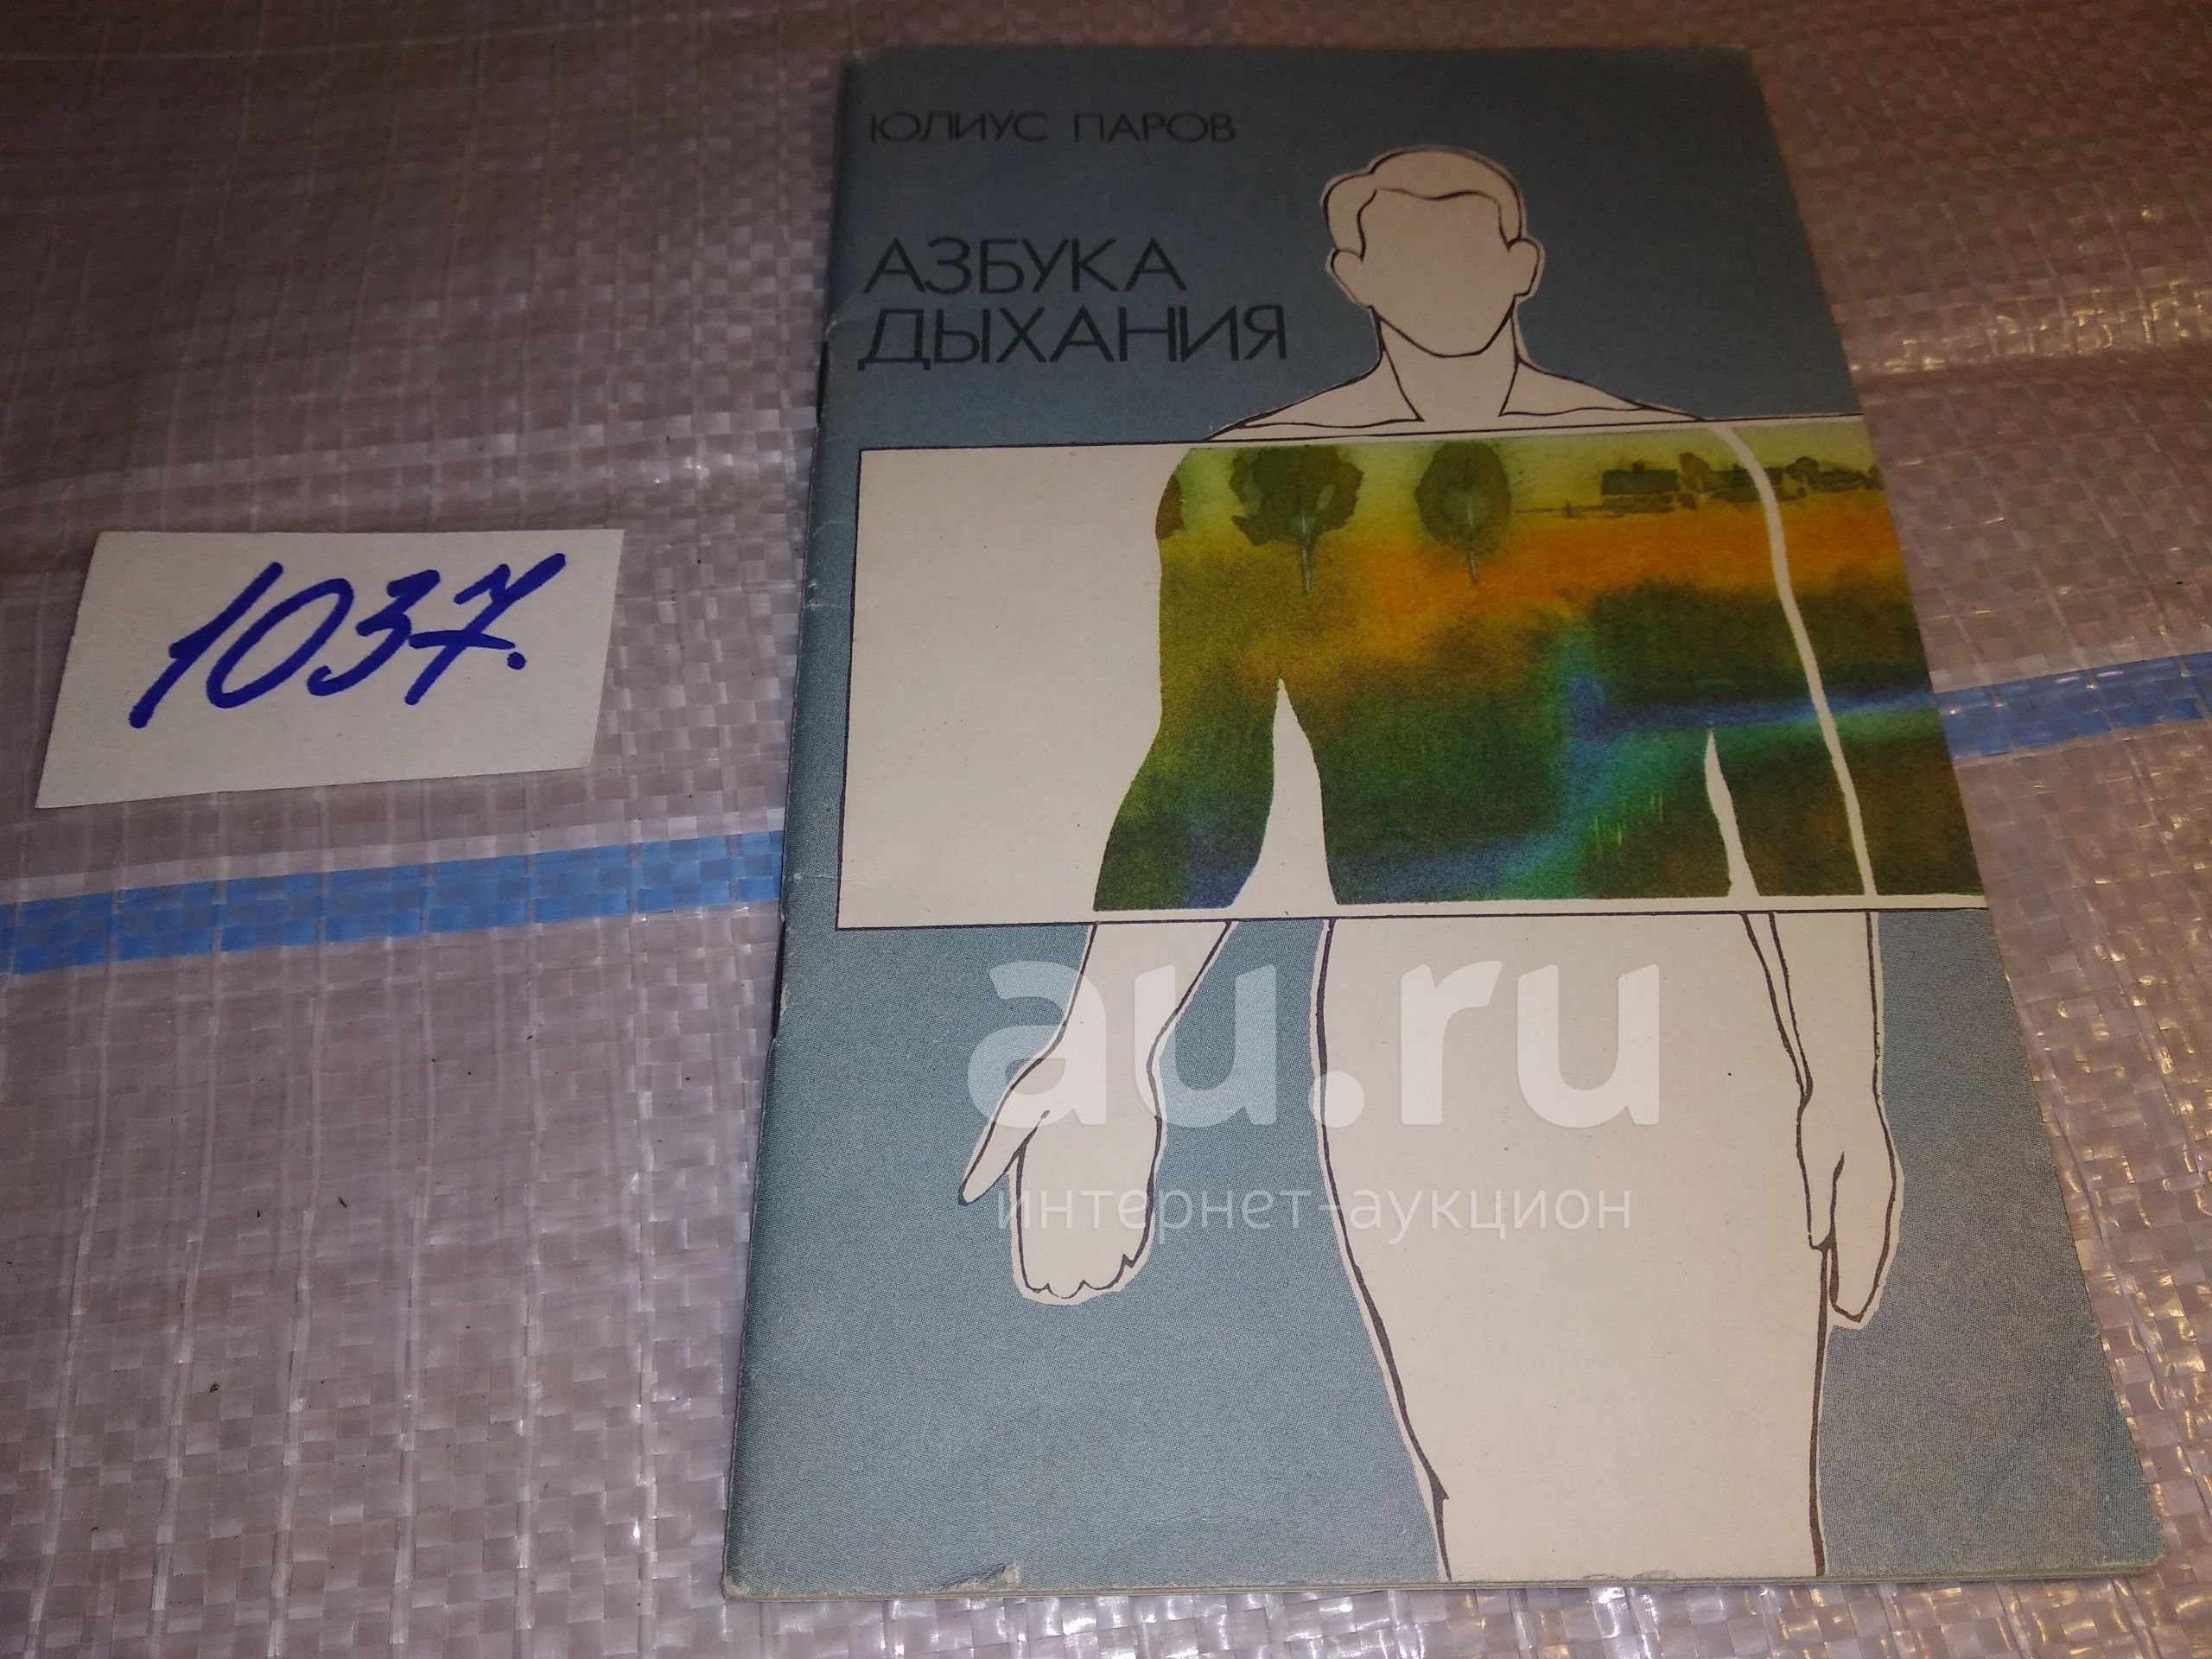 ЮЛИУС ПАРОВ
АЗБУКА
ДЫХАНИЯ
1037.
au.ru
интернет-аукцион